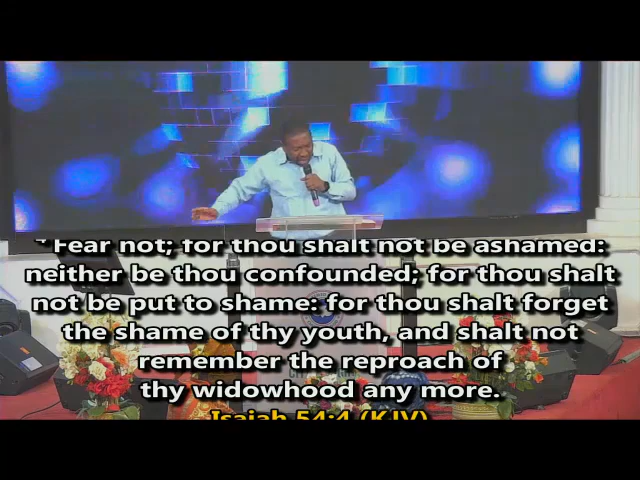 " Fear not; for thou shalt not be ashamed:
neither be thou confounded; for thou shalt
not be put to shame: for thou shalt forget
the shame of thy youth, and shalt not
remember the reproach of
thy widowhood any more.
Isaiah 54:4 (KJV)